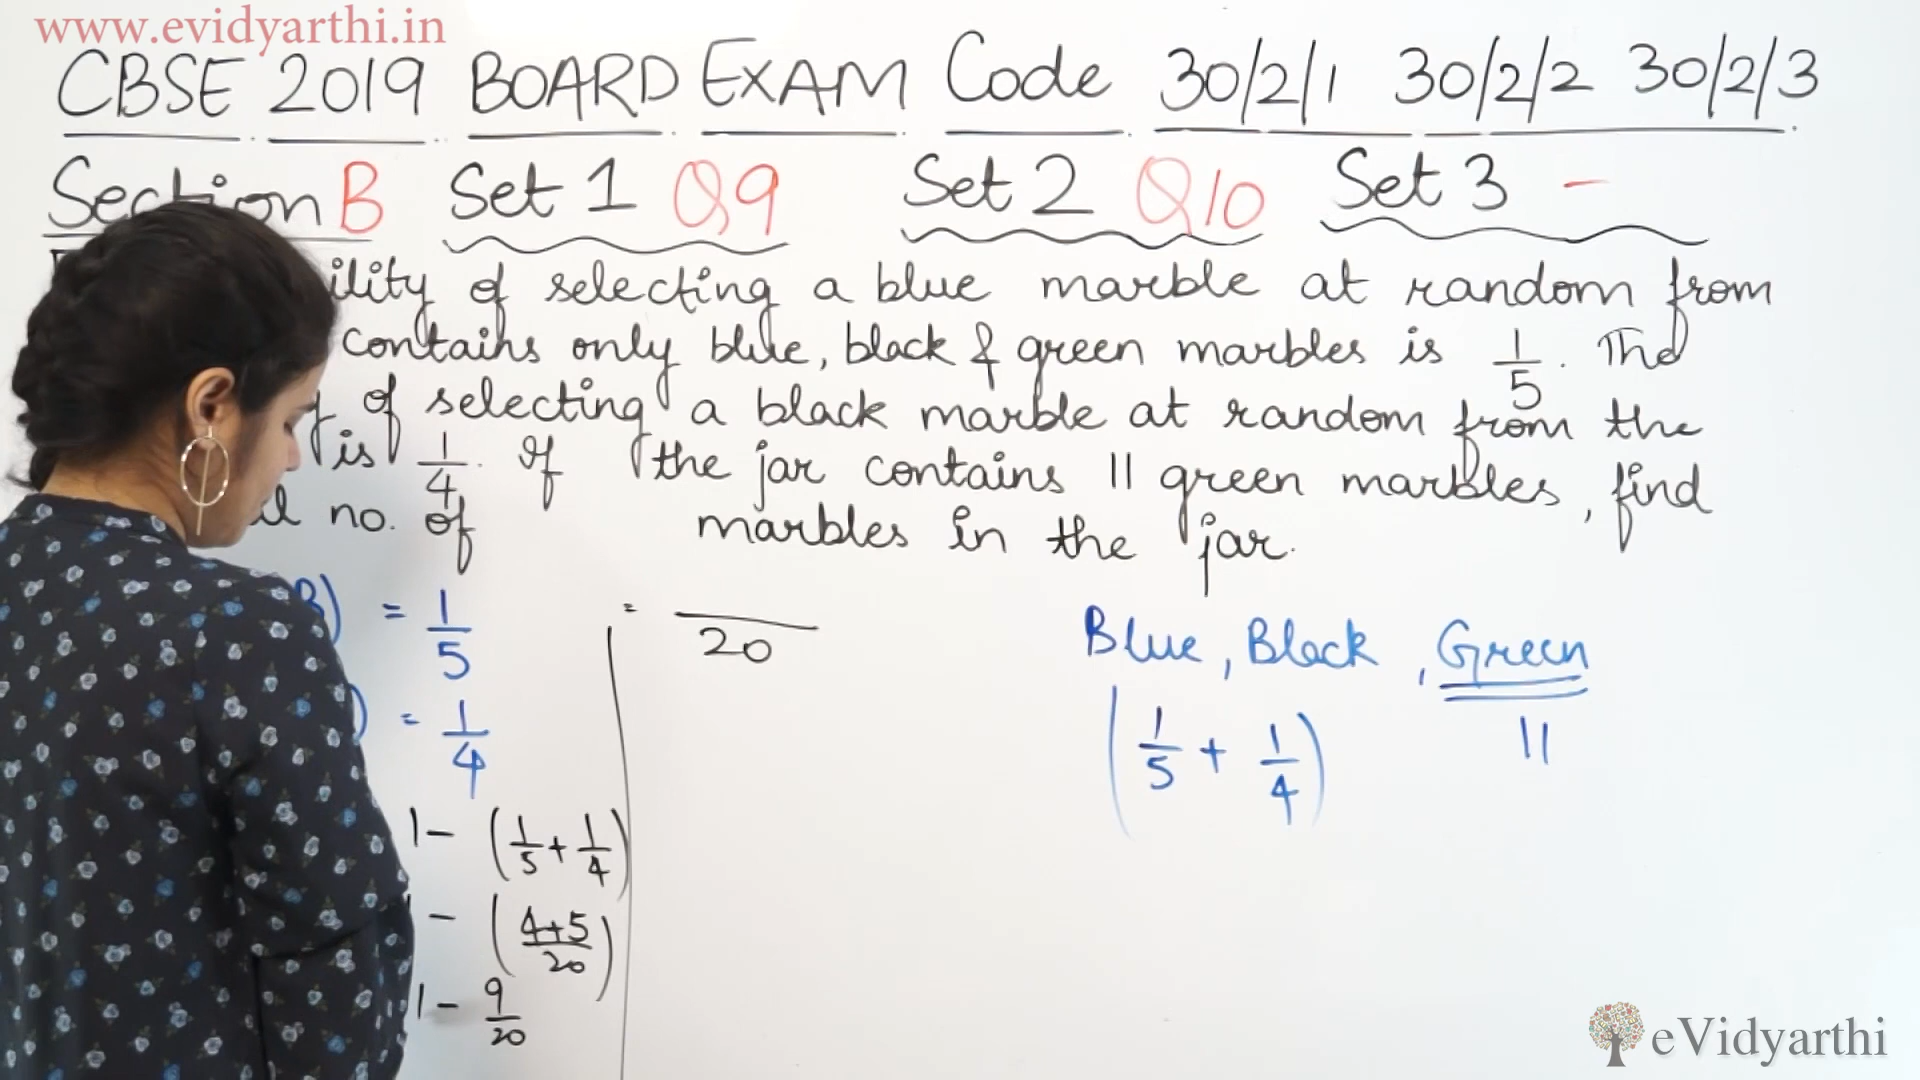 www.evidyarthi.in
CBSE 2019 BOARD EXAM Code 30/2/1 30/2/2 30/2/3
Section B Set 1 Q9 Set 2 Q10 Set 3 -
ility of selecting a blue marble at random from
contains only blue, black & green marbles is 1/5. The
y of selecting a black marble at random from the
is 1/4. If the jar contains 11 green marbles, find
al no. of marbles in the jar.
B) = 1/5
) = 1/4
1 - (1/5 + 1/4)
1 - (4+5/20)
1 - 9/20
= /20
Blue, Black, Green
(1/5 + 1/4) 11
eVidyarthi